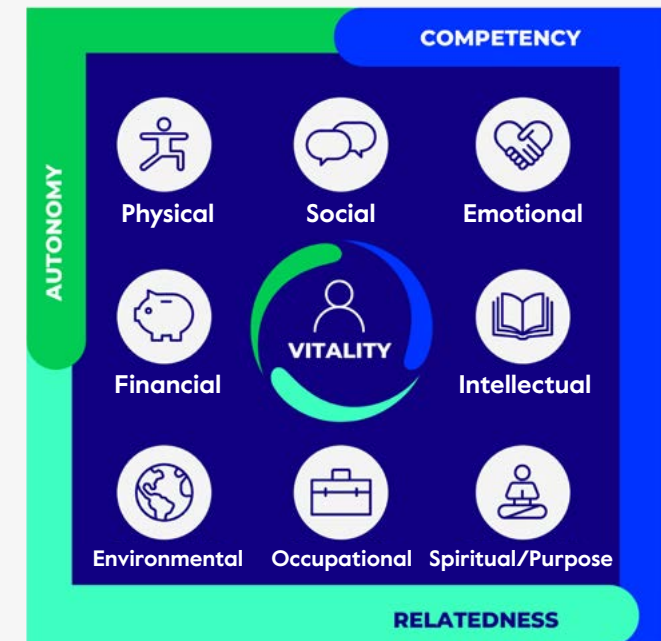 COMPETENCY
AUTONOMY
Physical
Social
Emotional
Financial
VITALITY
Intellectual
Environmental
Occupational
Spiritual/Purpose
RELATEDNESS